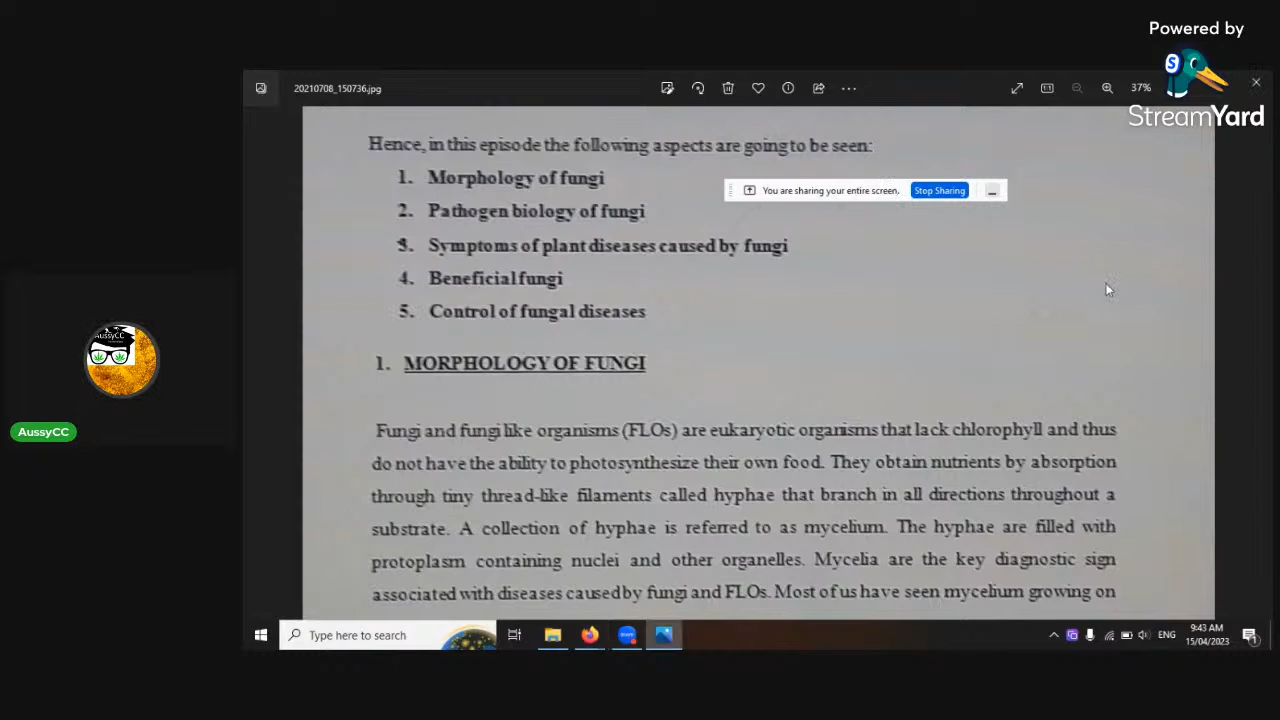 Powered by
StreamYard
20210708_150736.jpg
37%
Hence, in this episode the following aspects are going to be seen:
1. Morphology of fungi
You are sharing your entire screen. Stop Sharing
2. Pathogen biology of fungi
3. Symptoms of plant diseases caused by fungi
4. Beneficial fungi
5. Control of fungal diseases
1. MORPHOLOGY OF FUNGI
Fungi and fungi like organisms (FLOs) are eukaryotic organisms that lack chlorophyll and thus
do not have the ability to photosynthesize their own food. They obtain nutrients by absorption
through tiny thread-like filaments called hyphae that branch in all directions throughout a
substrate. A collection of hyphae is referred to as mycelium. The hyphae are filled with
protoplasm containing nuclei and other organelles. Mycelia are the key diagnostic sign
associated with diseases caused by fungi and FLOs. Most of us have seen mycelium growing on
AussyCC
AussyCC
Type here to search
ENG
9:43 AM
15/04/2023